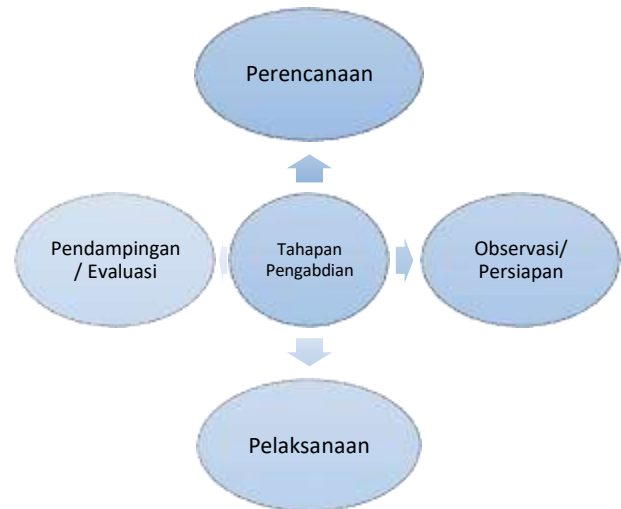 Perencanaan
Pendampingan
/ Evaluasi
Tahapan
Pengabdian
Observasi/
Persiapan
Pelaksanaan